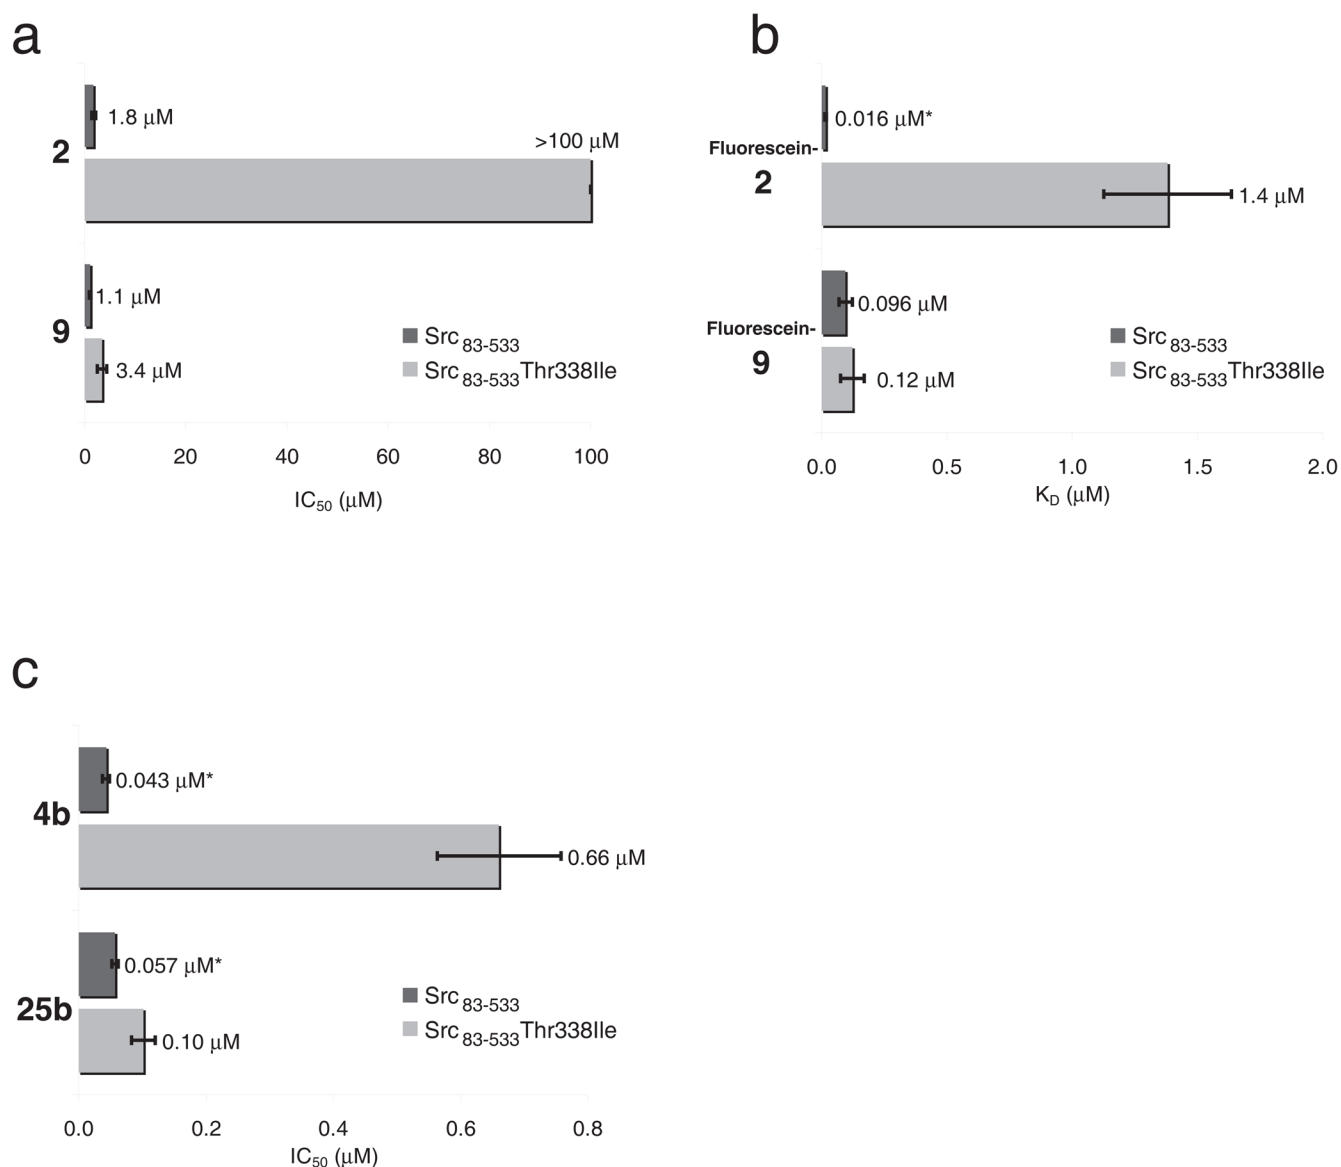 a
2
1.8 μM
>100 μM
9
1.1 μM
3.4 μM
Src 83-533
Src 83-533Thr338Ile
0 20 40 60 80 100
IC50 (μM)
b
Fluorescein-
2
0.016 μM*
1.4 μM
Fluorescein-
9
0.096 μM
0.12 μM
Src 83-533
Src 83-533Thr338Ile
0.0 0.5 1.0 1.5 2.0
KD (μM)
c
4b
0.043 μM*
0.66 μM
25b
0.057 μM*
0.10 μM
Src 83-533
Src 83-533Thr338Ile
0.0 0.2 0.4 0.6 0.8
IC50 (μM)